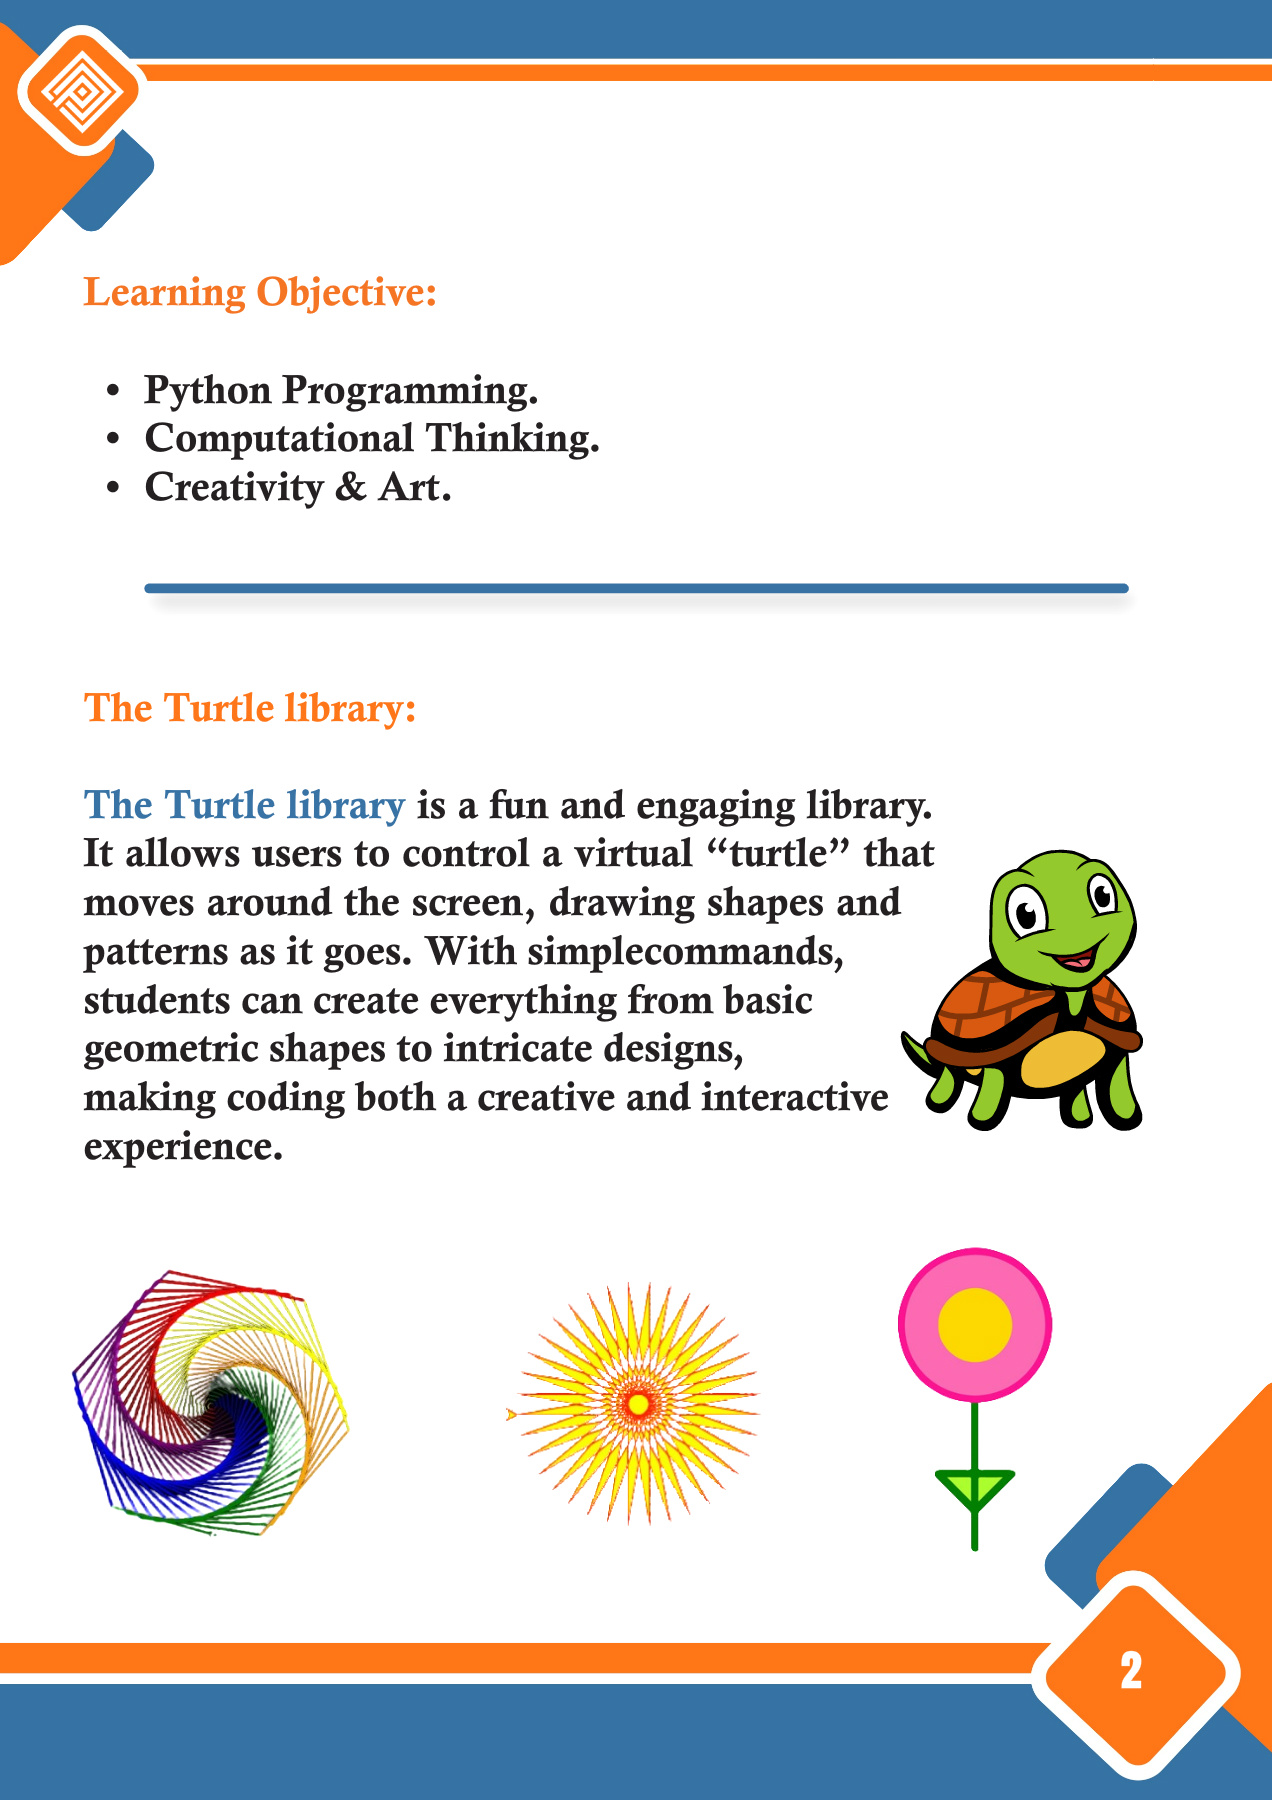 Learning Objective:
• Python Programming.
• Computational Thinking.
• Creativity & Art.
The Turtle library:
The Turtle library is a fun and engaging library.
It allows users to control a virtual “turtle” that
moves around the screen, drawing shapes and
patterns as it goes. With simplecommands,
students can create everything from basic
geometric shapes to intricate designs,
making coding both a creative and interactive
experience.
2